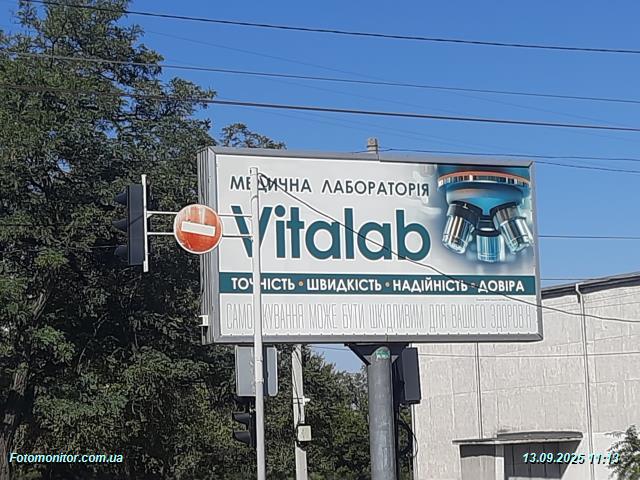 МЕДИЧНА ЛАБОРАТОРІЯ
Vitalab
ТОЧНІСТЬ • ШВИДКІСТЬ • НАДІЙНІСТЬ • ДОВІРА
САМОЛІКУВАННЯ МОЖЕ БУТИ ШКІДЛИВИМ ДЛЯ ВАШОГО ЗДОРОВ'Я
Fotomonitor.com.ua
13.09.2025 11:13